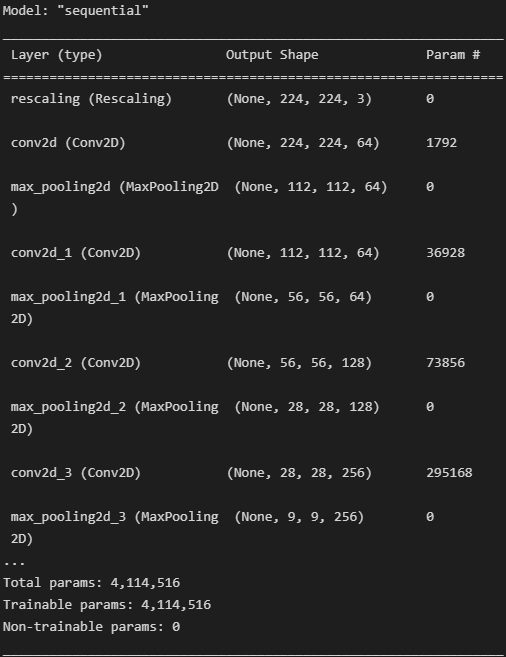 Model: "sequential"
_________________________________________________________________
Layer (type) Output Shape Param #
=================================================================
rescaling (Rescaling) (None, 224, 224, 3) 0
conv2d (Conv2D) (None, 224, 224, 64) 1792
max_pooling2d (MaxPooling2D (None, 112, 112, 64) 0
)
conv2d_1 (Conv2D) (None, 112, 112, 64) 36928
max_pooling2d_1 (MaxPooling (None, 56, 56, 64) 0
2D)
conv2d_2 (Conv2D) (None, 56, 56, 128) 73856
max_pooling2d_2 (MaxPooling (None, 28, 28, 128) 0
2D)
conv2d_3 (Conv2D) (None, 28, 28, 256) 295168
max_pooling2d_3 (MaxPooling (None, 9, 9, 256) 0
2D)
...
Total params: 4,114,516
Trainable params: 4,114,516
Non-trainable params: 0
_________________________________________________________________